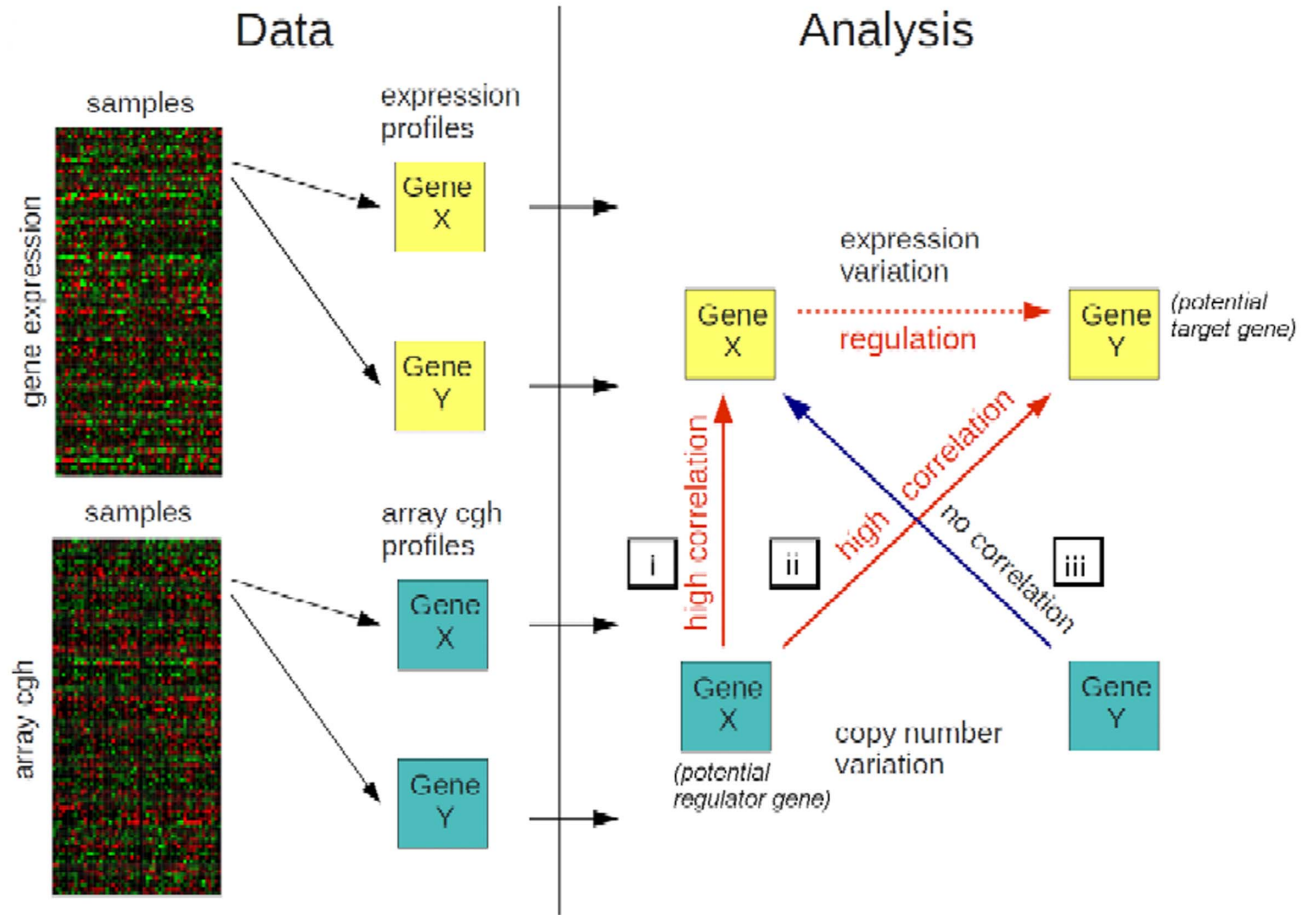 Data
Analysis
samples
expression
profiles
gene expression
Gene
X
Gene
Y
samples
array cgh
profiles
array cgh
Gene
X
Gene
Y
expression
variation
Gene
X
regulation
Gene
Y
(potential
target gene)
high correlation
high correlation
no correlation
i
ii
iii
Gene
X
(potential
regulator gene)
copy number
variation
Gene
Y